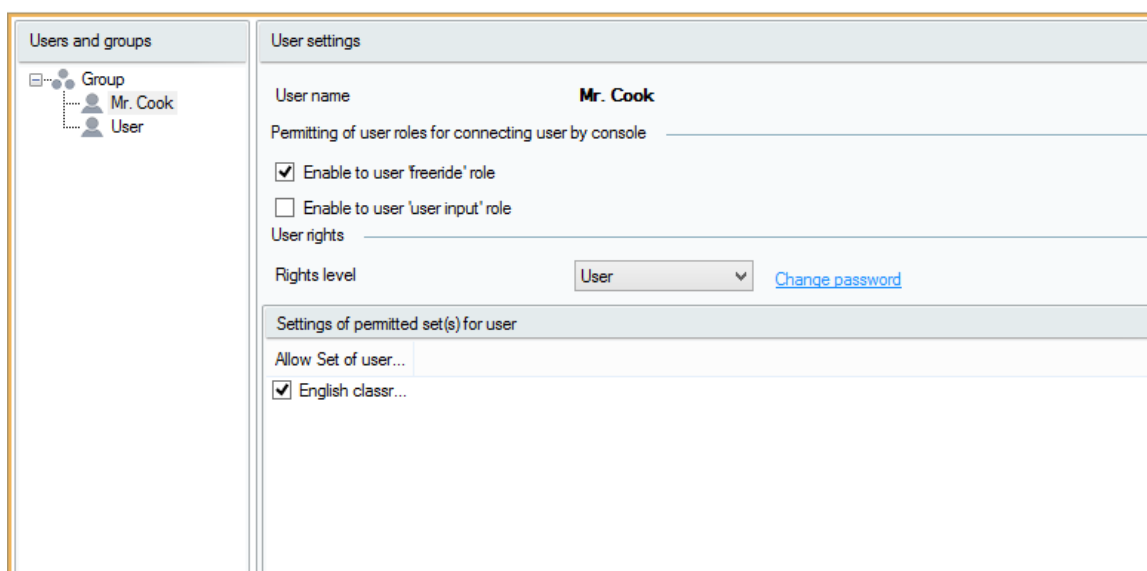 Users and groups
Group
Mr. Cook
User
User settings
User name Mr. Cook
Permitting of user roles for connecting user by console
Enable to user 'freeride' role
Enable to user 'user input' role
User rights
Rights level User Change password
Settings of permitted set(s) for user
Allow Set of user...
English classr...